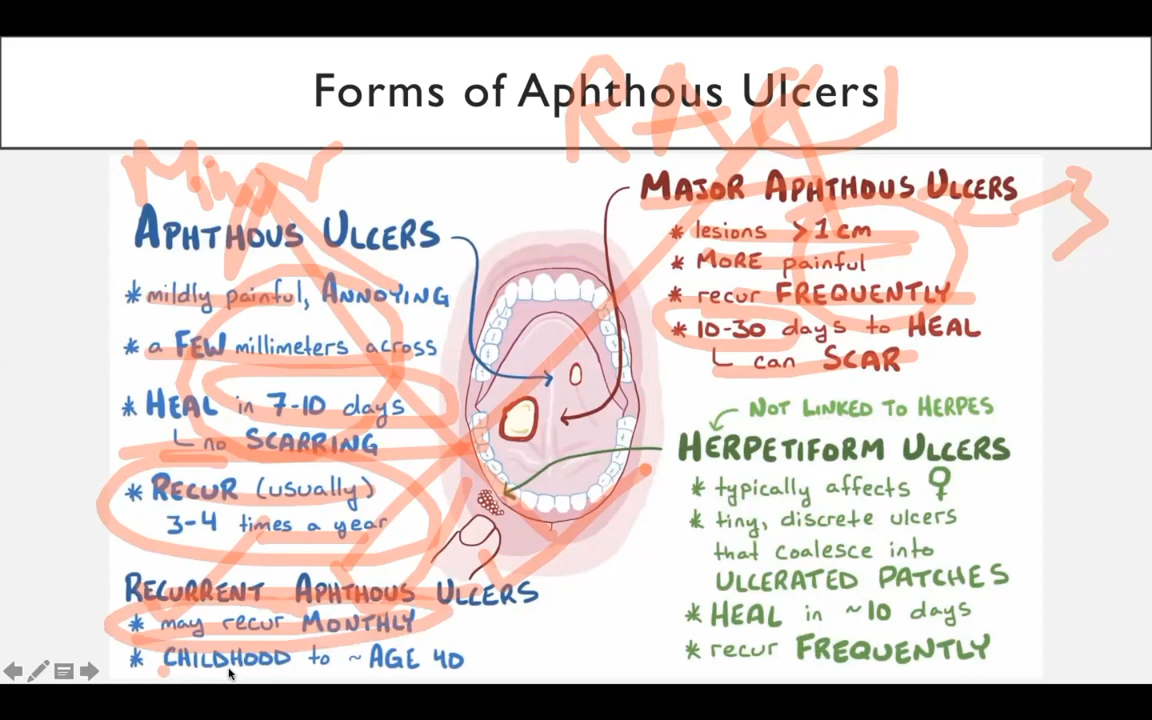 Forms of Aphthous Ulcers
RAU
Minor
APHTHOUS ULCERS
* mildly painful, ANNOYING
* a FEW millimeters across
* HEAL in 7-10 days
no SCARRING
* RECUR (usually)
3-4 times a year
RECURRENT APHTHOUS ULCERS
* may recur MONTHLY
* CHILDHOOD to ~ AGE 40
MAJOR APHTHOUS ULCERS
* lesions >1cm
* MORE painful
* recur FREQUENTLY
* 10-30 days to HEAL
can SCAR
NOT LINKED TO HERPES
HERPETIFORM ULCERS
* typically affects ♀
* tiny, discrete ulcers
that coalesce into
ULCERATED PATCHES
* HEAL in ~10 days
* recur FREQUENTLY